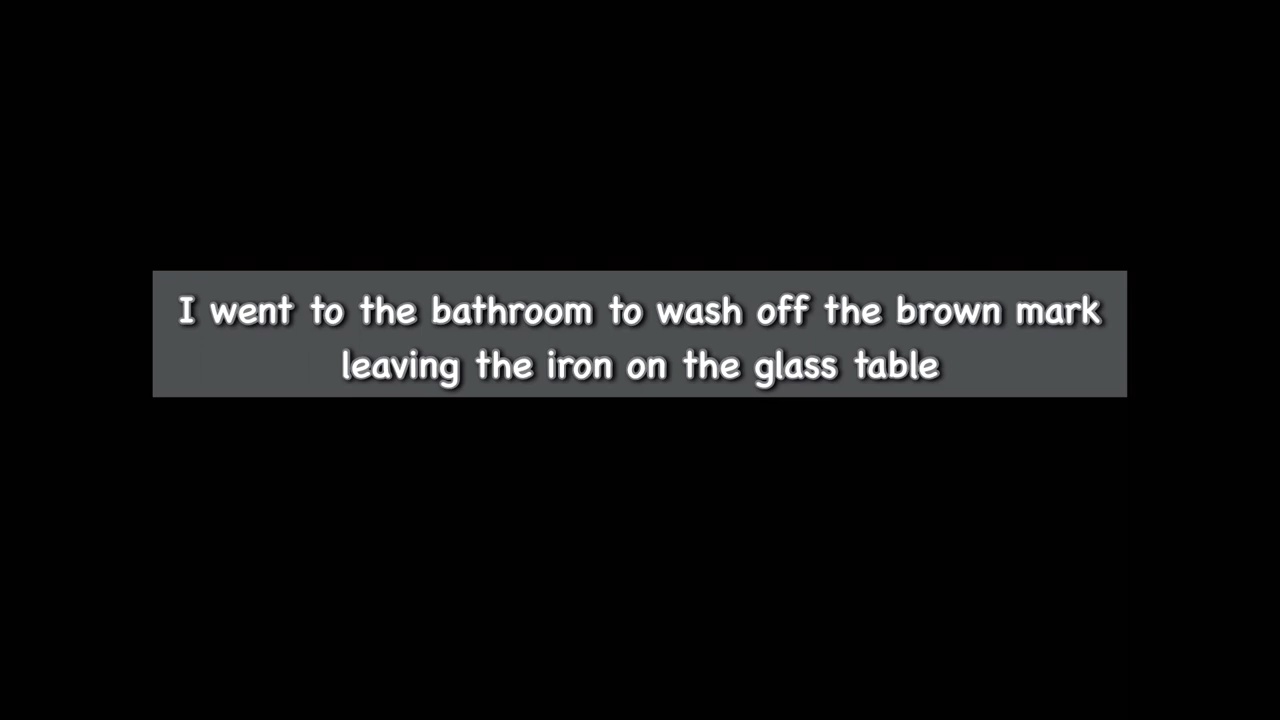 I went to the bathroom to wash off the brown mark
leaving the iron on the glass table